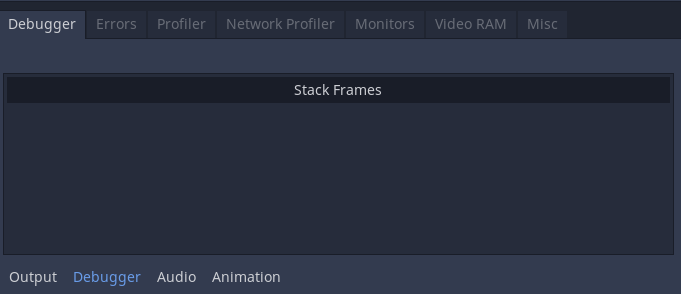 Debugger Errors Profiler Network Profiler Monitors Video RAM Misc
Stack Frames
Output Debugger Audio Animation